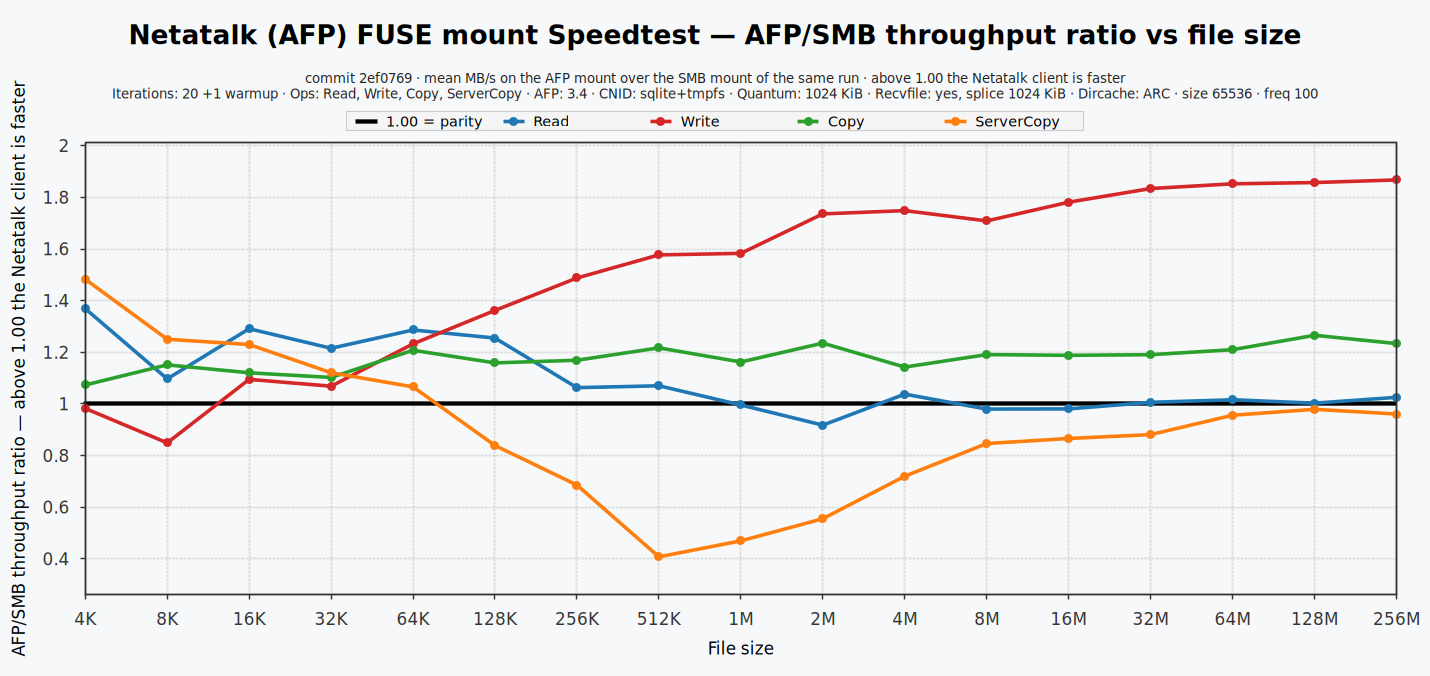 Netatalk (AFP) FUSE mount Speedtest — AFP/SMB throughput ratio vs file size
commit 2ef0769 · mean MB/s on the AFP mount over the SMB mount of the same run · above 1.00 the Netatalk client is faster
Iterations: 20 +1 warmup · Ops: Read, Write, Copy, ServerCopy · AFP: 3.4 · CNID: sqlite+tmpfs · Quantum: 1024 KiB · Recvfile: yes, splice 1024 KiB · Dircache: ARC · size 65536 · freq 100
1.00 = parity Read Write Copy ServerCopy
AFP/SMB throughput ratio — above 1.00 the Netatalk client is faster
2
1.8
1.6
1.4
1.2
1
0.8
0.6
0.4
4K 8K 16K 32K 64K 128K 256K 512K 1M 2M 4M 8M 16M 32M 64M 128M 256M
File size